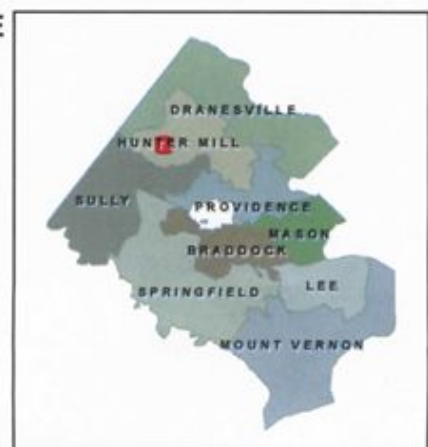 DRANESVILLE
HUNTER MILL
SULLY
PROVIDENCE
MASON
BRADDOCK
LEE
SPRINGFIELD
MOUNT VERNON